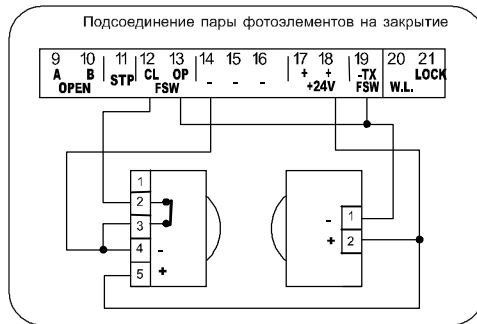 Подсоединение пары фотоэлементов на закрытие
9 10 11 12 13 14 15 16 17 18 19 20 21
A B STP CL OP - - - + + -TX W.L. LOCK
OPEN FSW +24V FSW
1
2
3
4 -
5 +
- 1
+ 2